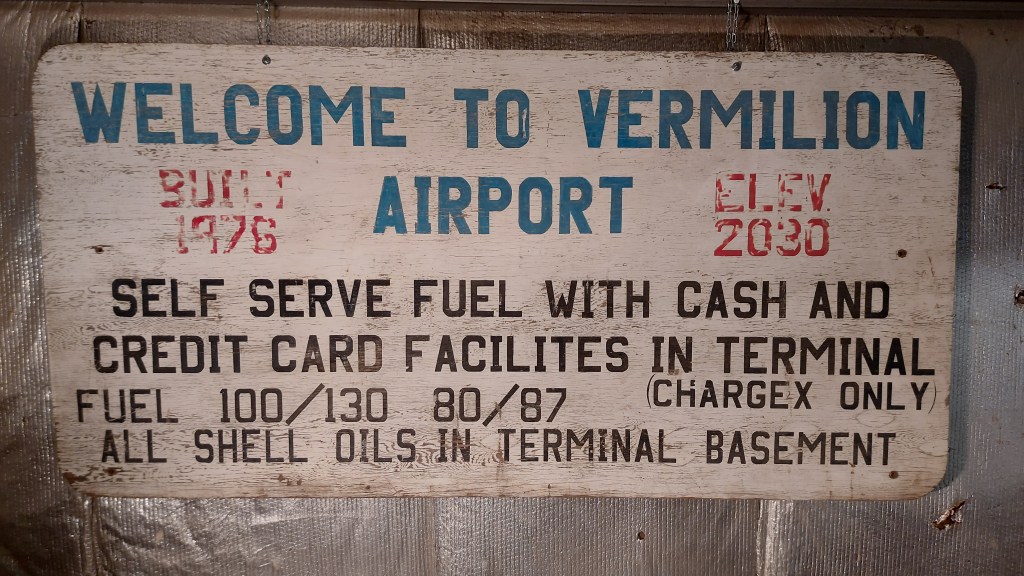 WELCOME TO VERMILION
AIRPORT
BUILT
1976
ELEV
2030
SELF SERVE FUEL WITH CASH AND
CREDIT CARD FACILITES IN TERMINAL
(CHARGEX ONLY)
FUEL 100/130 80/87
ALL SHELL OILS IN TERMINAL BASEMENT